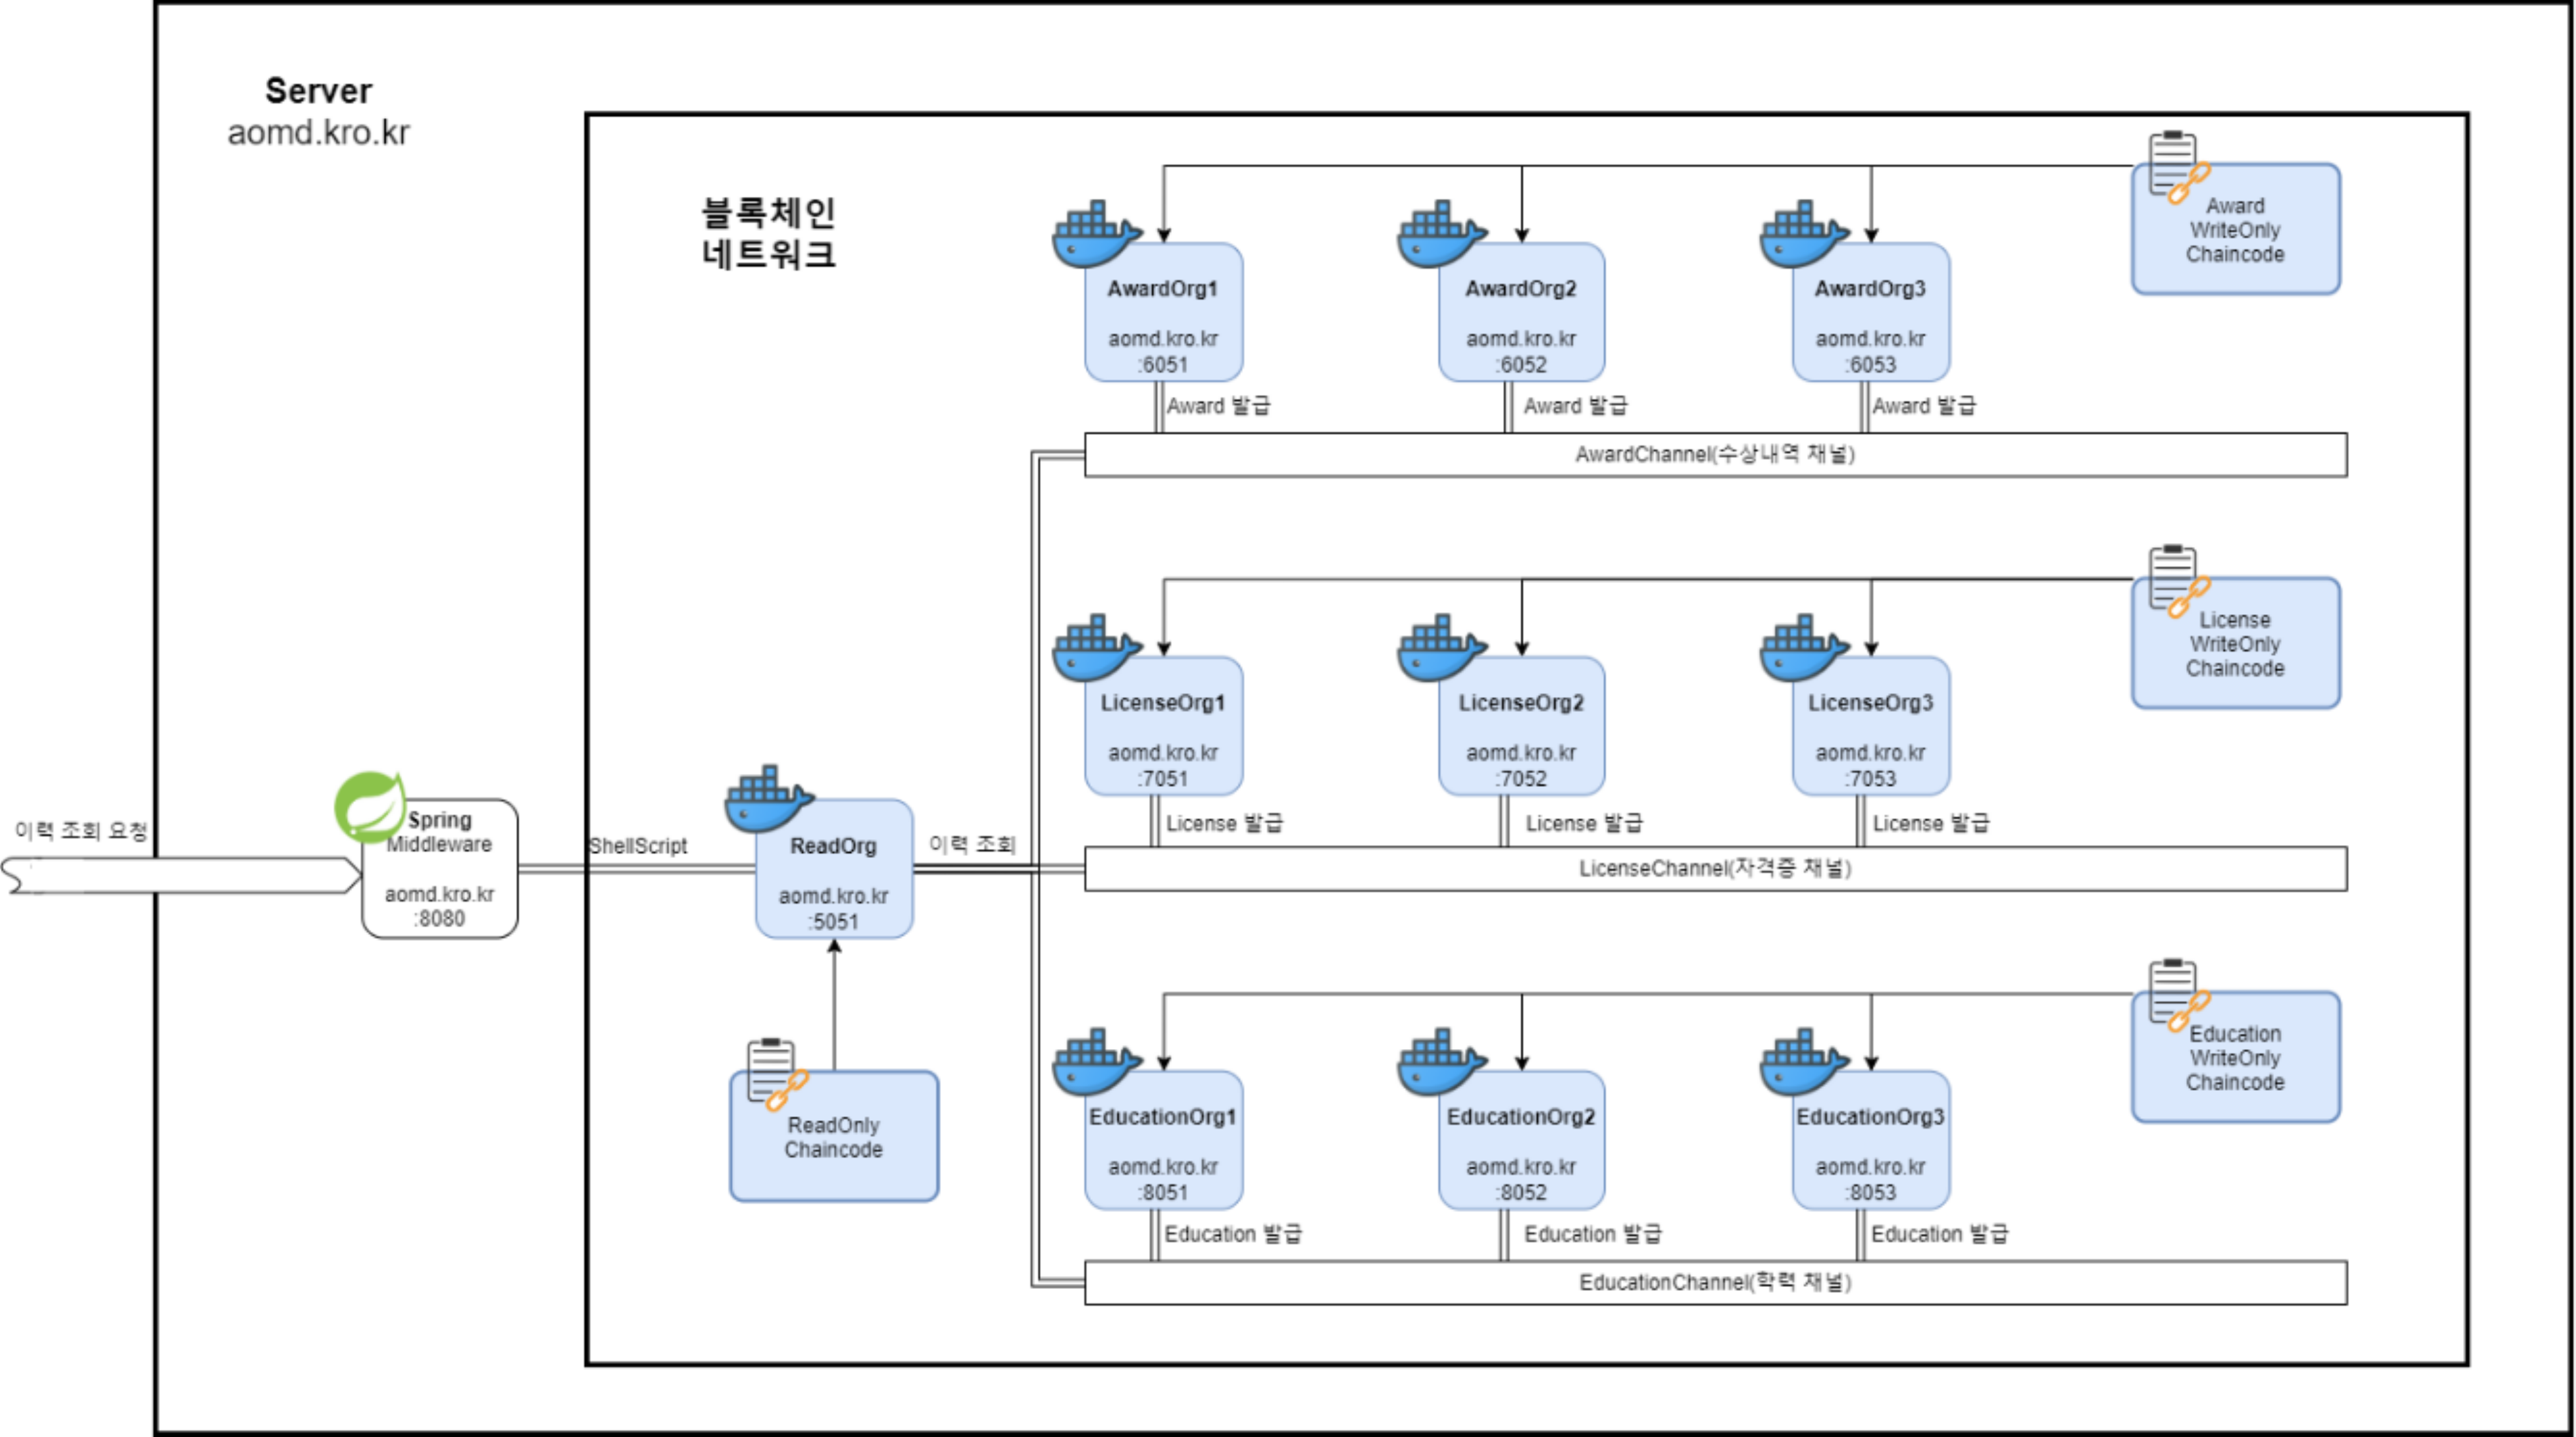 Server
aomd.kro.kr
블록체인
네트워크
Award
WriteOnly
Chaincode
AwardOrg1
aomd.kro.kr
:6051
AwardOrg2
aomd.kro.kr
:6052
AwardOrg3
aomd.kro.kr
:6053
Award 발급
Award 발급
Award 발급
AwardChannel(수상내역 채널)
License
WriteOnly
Chaincode
LicenseOrg1
aomd.kro.kr
:7051
LicenseOrg2
aomd.kro.kr
:7052
LicenseOrg3
aomd.kro.kr
:7053
License 발급
License 발급
License 발급
LicenseChannel(자격증 채널)
이력 조회 요청
Spring
Middleware
aomd.kro.kr
:8080
ShellScript
ReadOrg
aomd.kro.kr
:5051
이력 조회
ReadOnly
Chaincode
Education
WriteOnly
Chaincode
EducationOrg1
aomd.kro.kr
:8051
EducationOrg2
aomd.kro.kr
:8052
EducationOrg3
aomd.kro.kr
:8053
Education 발급
Education 발급
Education 발급
EducationChannel(학력 채널)